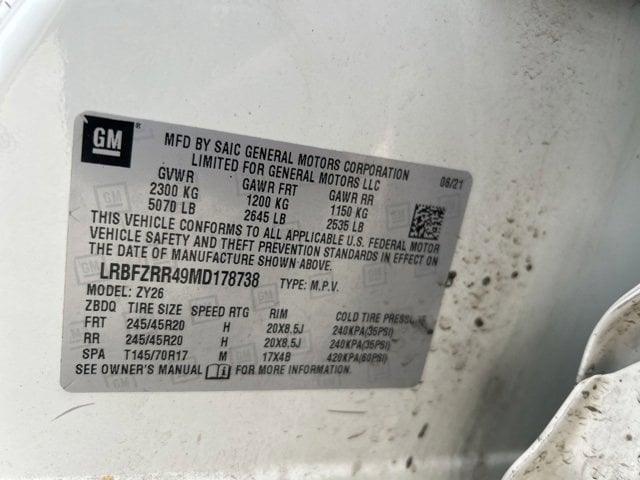 GM
MFD BY SAIC GENERAL MOTORS CORPORATION
LIMITED FOR GENERAL MOTORS LLC
06/21
GVWR GAWR FRT GAWR RR
2300 KG 1200 KG 1150 KG
5070 LB 2645 LB 2535 LB
THIS VEHICLE CONFORMS TO ALL APPLICABLE U.S. FEDERAL MOTOR
VEHICLE SAFETY AND THEFT PREVENTION STANDARDS IN EFFECT ON
THE DATE OF MANUFACTURE SHOWN ABOVE.
LRBFZRR49MD178738 TYPE: M.P.V.
MODEL: ZY26
ZBDQ TIRE SIZE SPEED RTG RIM COLD TIRE PRESSURE
FRT 245/45R20 H 20X8.5J 240KPA(35PSI)
RR 245/45R20 H 20X8.5J 240KPA(35PSI)
SPA T145/70R17 M 17X4B 420KPA(60PSI)
SEE OWNER'S MANUAL FOR MORE INFORMATION.